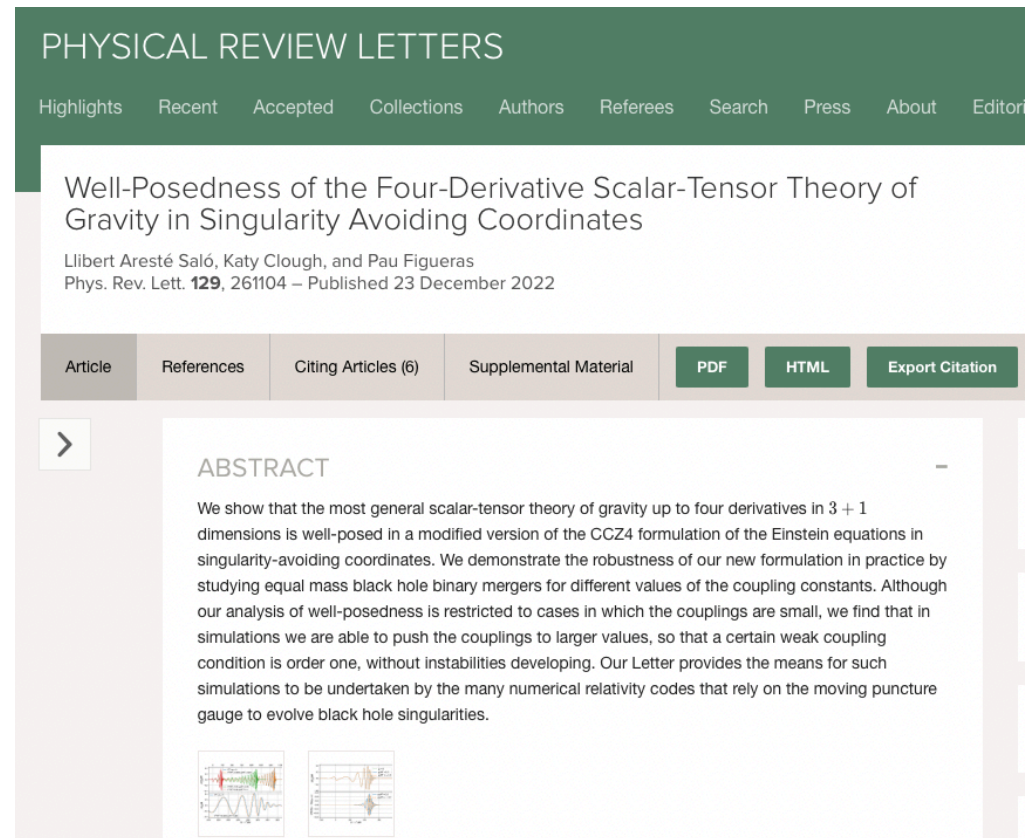 PHYSICAL REVIEW LETTERS
Highlights Recent Accepted Collections Authors Referees Search Press About Editori
Well-Posedness of the Four-Derivative Scalar-Tensor Theory of
Gravity in Singularity Avoiding Coordinates
Llibert Aresté Saló, Katy Clough, and Pau Figueras
Phys. Rev. Lett. 129, 261104 – Published 23 December 2022
Article References Citing Articles (6) Supplemental Material PDF HTML Export Citation
ABSTRACT
We show that the most general scalar-tensor theory of gravity up to four derivatives in 3 + 1
dimensions is well-posed in a modified version of the CCZ4 formulation of the Einstein equations in
singularity-avoiding coordinates. We demonstrate the robustness of our new formulation in practice by
studying equal mass black hole binary mergers for different values of the coupling constants. Although
our analysis of well-posedness is restricted to cases in which the couplings are small, we find that in
simulations we are able to push the couplings to larger values, so that a certain weak coupling
condition is order one, without instabilities developing. Our Letter provides the means for such
simulations to be undertaken by the many numerical relativity codes that rely on the moving puncture
gauge to evolve black hole singularities.